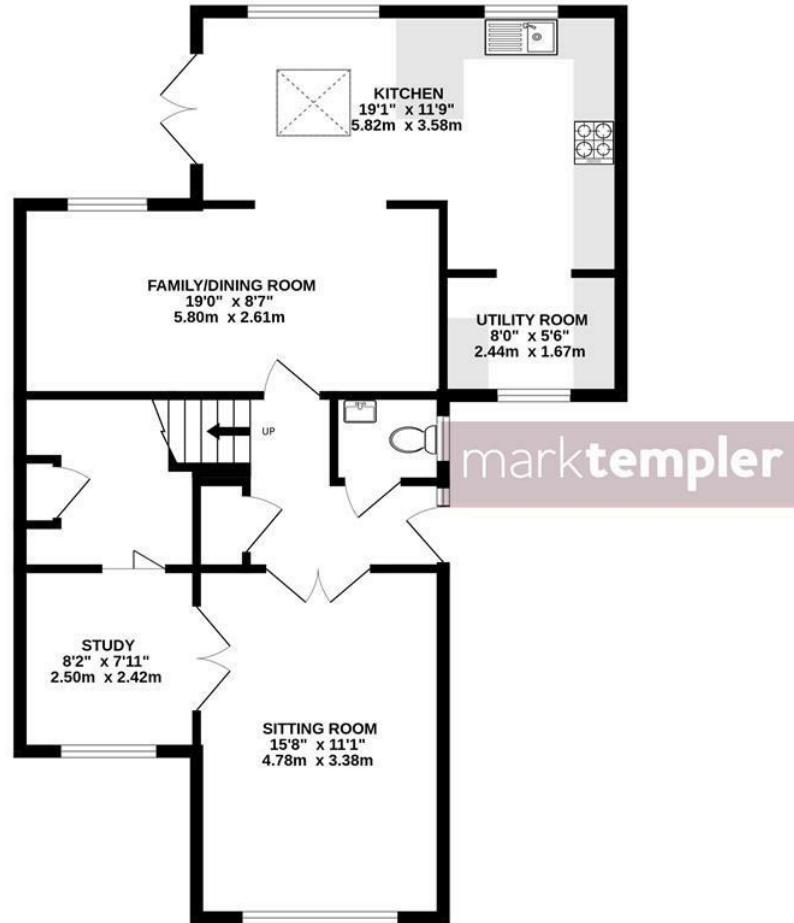 KITCHEN
19'1" x 11'9"
5.82m x 3.58m
FAMILY/DINING ROOM
19'0" x 8'7"
5.80m x 2.61m
UTILITY ROOM
8'0" x 5'6"
2.44m x 1.67m
UP
marktempler
STUDY
8'2" x 7'11"
2.50m x 2.42m
SITTING ROOM
15'8" x 11'1"
4.78m x 3.38m